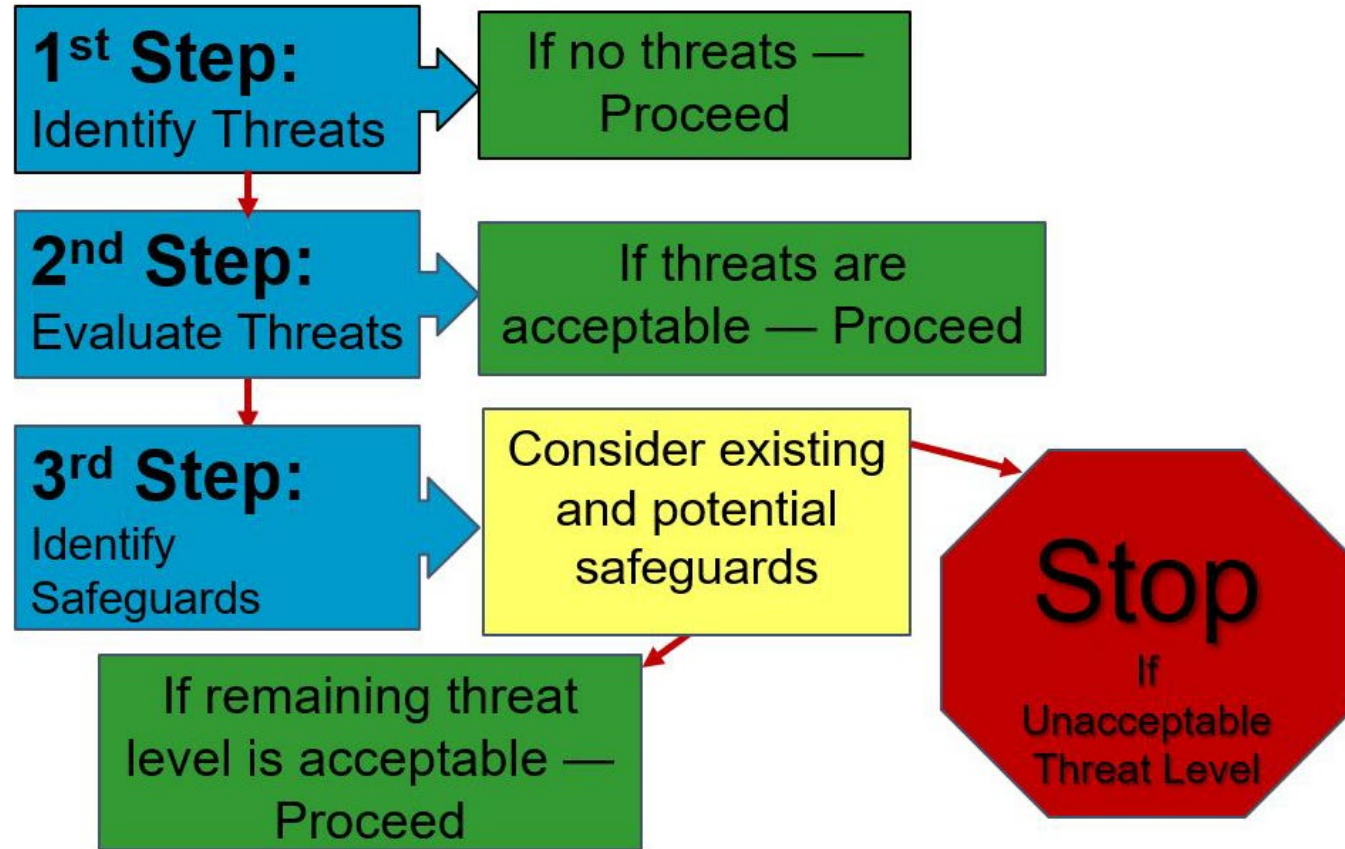 1st Step:
Identify Threats
If no threats —
Proceed
2nd Step:
Evaluate Threats
If threats are
acceptable — Proceed
3rd Step:
Identify
Safeguards
Consider existing
and potential
safeguards
Stop
If
Unacceptable
Threat Level
If remaining threat
level is acceptable —
Proceed